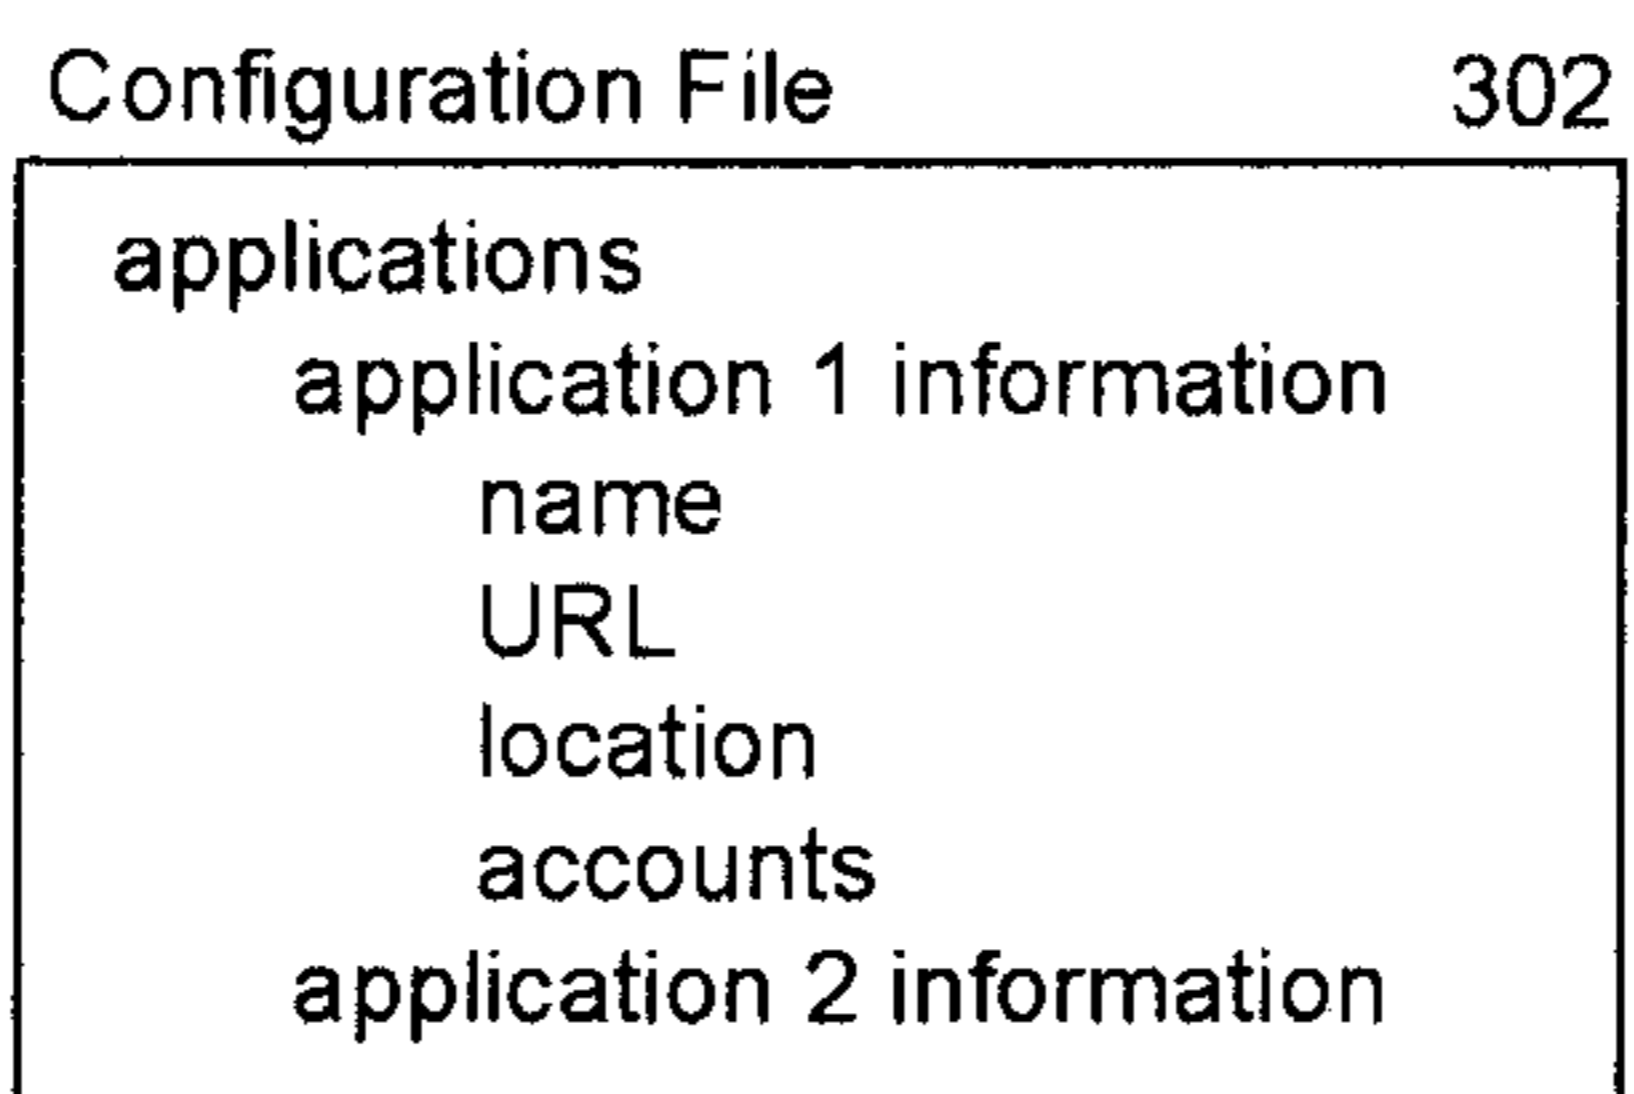 Configuration File 302
applications
application 1 information
name
URL
location
accounts
application 2 information